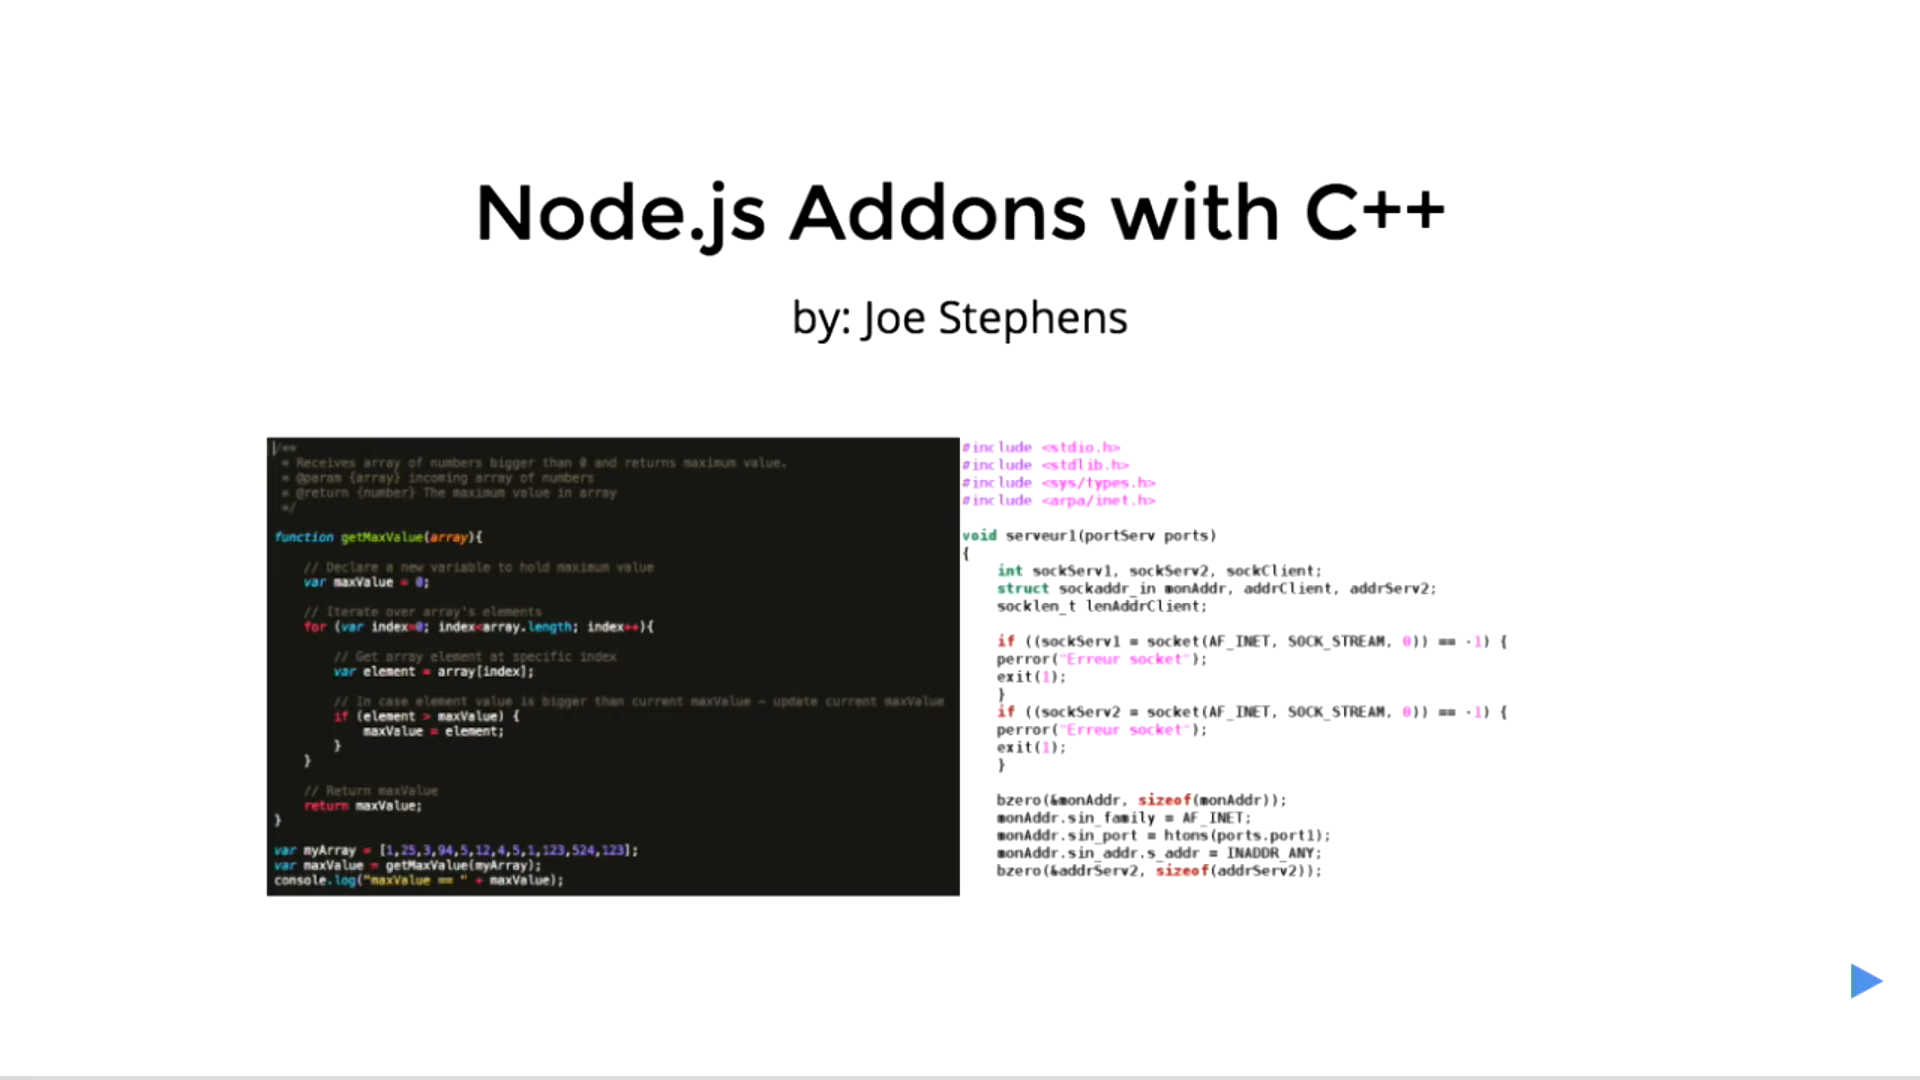 Node.js Addons with C++
by: Joe Stephens
/**
 * Receives array of numbers bigger than 0 and returns maximum value.
 * @param {array} incoming array of numbers
 * @return {number} The maximum value in array
 */
function getMaxValue(array){
// Declare a new variable to hold maximum value
var maxValue = 0;
// Iterate over array's elements
for (var index=0; index<array.length; index++){
// Get array element at specific index
var element = array[index];
// In case element value is bigger than current maxValue – update current maxValue
if (element > maxValue) {
maxValue = element;
}
}
// Return maxValue
return maxValue;
}
var myArray = [1,25,3,94,5,12,4,5,1,123,524,123];
var maxValue = getMaxValue(myArray);
console.log("maxValue == " + maxValue);
#include <stdio.h>
#include <stdlib.h>
#include <sys/types.h>
#include <arpa/inet.h>
void serveur1(portServ ports)
{
int sockServ1, sockServ2, sockClient;
struct sockaddr_in monAddr, addrClient, addrServ2;
socklen_t lenAddrClient;
if ((sockServ1 = socket(AF_INET, SOCK_STREAM, 0)) == -1) {
perror("Erreur socket");
exit(1);
}
if ((sockServ2 = socket(AF_INET, SOCK_STREAM, 0)) == -1) {
perror("Erreur socket");
exit(1);
}
bzero(&monAddr, sizeof(monAddr));
monAddr.sin_family = AF_INET;
monAddr.sin_port = htons(ports.port1);
monAddr.sin_addr.s_addr = INADDR_ANY;
bzero(&addrServ2, sizeof(addrServ2));